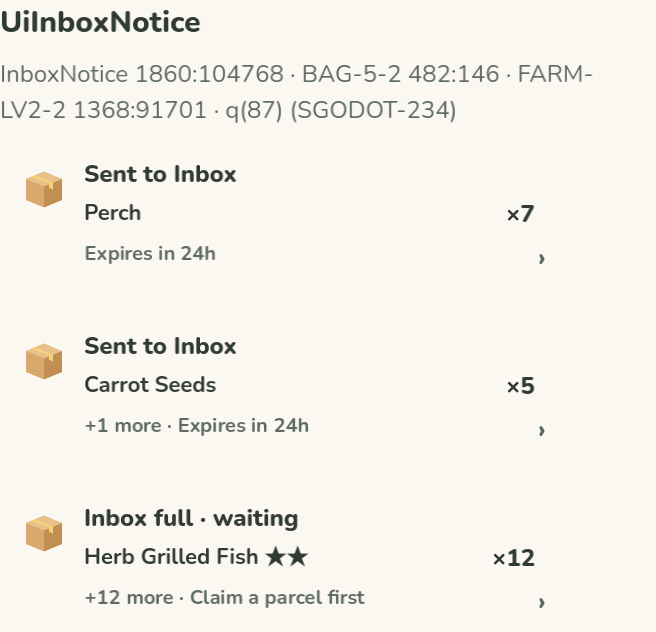 UiInboxNotice
InboxNotice 1860:104768 · BAG-5-2 482:146 · FARM-
LV2-2 1368:91701 · q(87) (SGODOT-234)
Sent to Inbox
Perch ×7
Expires in 24h ›
Sent to Inbox
Carrot Seeds ×5
+1 more · Expires in 24h ›
Inbox full · waiting
Herb Grilled Fish ★★ ×12
+12 more · Claim a parcel first ›